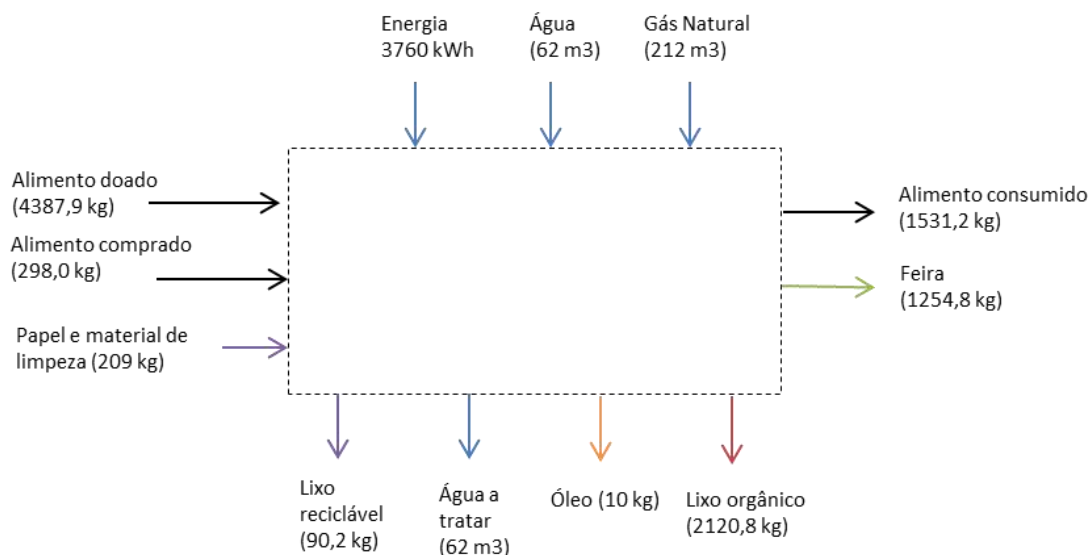 Energia
3760 kWh
Água
(62 m3)
Gás Natural
(212 m3)
Alimento doado
(4387,9 kg)
Alimento comprado
(298,0 kg)
Papel e material de
limpeza (209 kg)
Alimento consumido
(1531,2 kg)
Feira
(1254,8 kg)
Lixo
reciclável
(90,2 kg)
Água a
tratar
(62 m3)
Óleo (10 kg)
Lixo orgânico
(2120,8 kg)